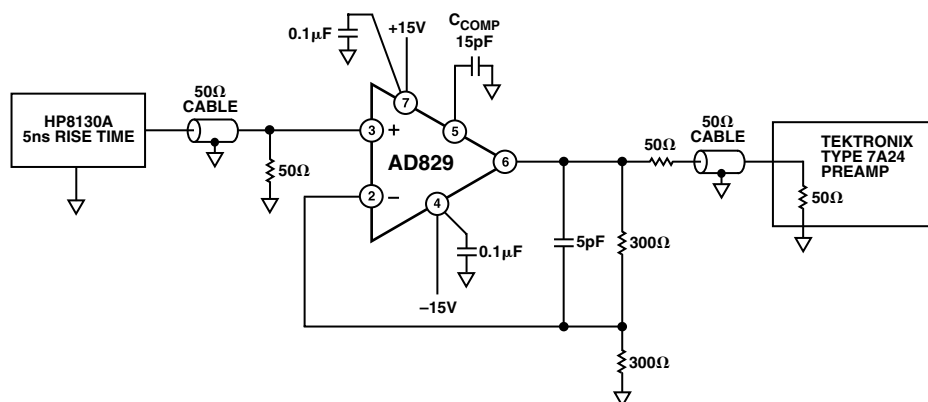 0.1µF
+15V
C_COMP
15pF
50Ω
CABLE
HP8130A
5ns RISE TIME
7
5
50Ω
CABLE
TEKTRONIX
TYPE 7A24
PREAMP
3
+
AD829
6
50Ω
50Ω
2
–
4
50Ω
0.1µF
5pF
300Ω
–15V
300Ω